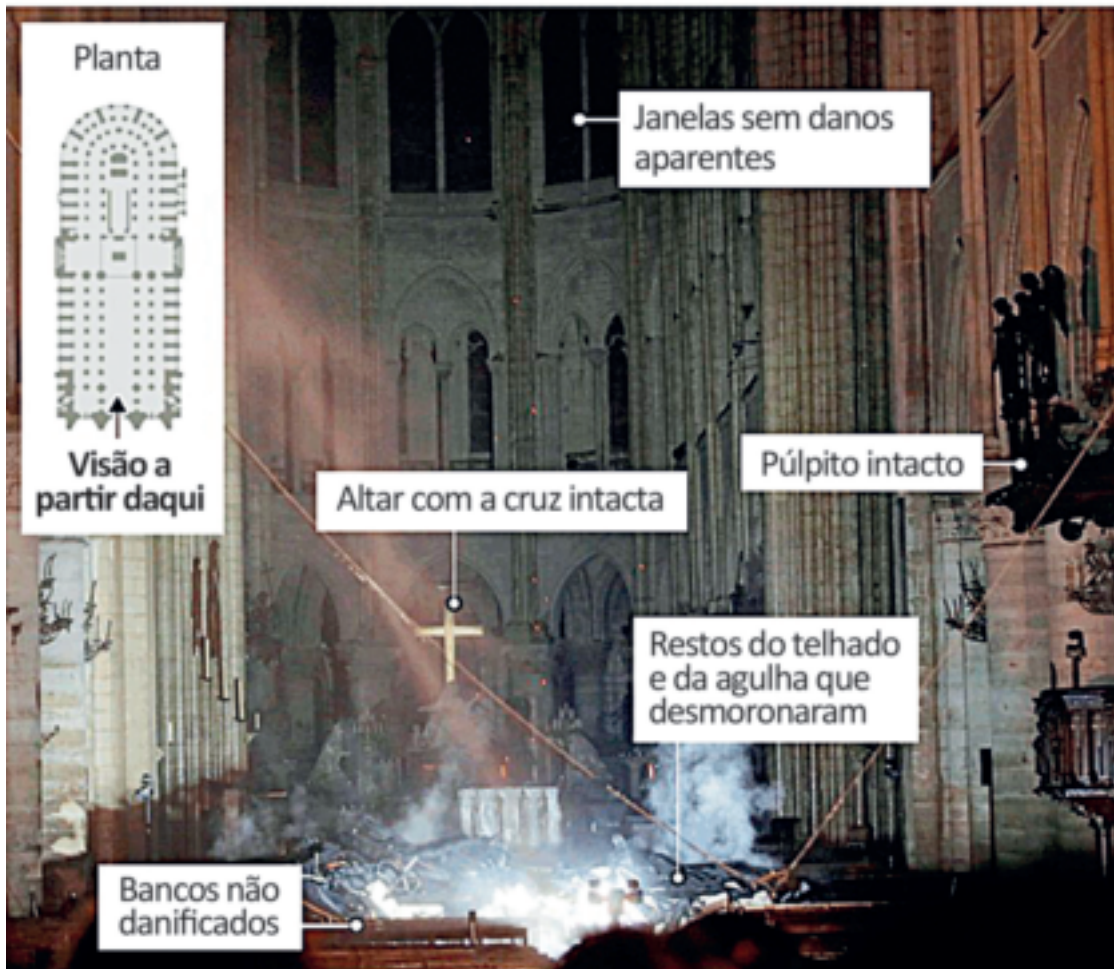 Planta
Visão a
partir daqui
Janelas sem danos
aparentes
Púlpito intacto
Altar com a cruz intacta
Restos do telhado
e da agulha que
desmoronaram
Bancos não
danificados